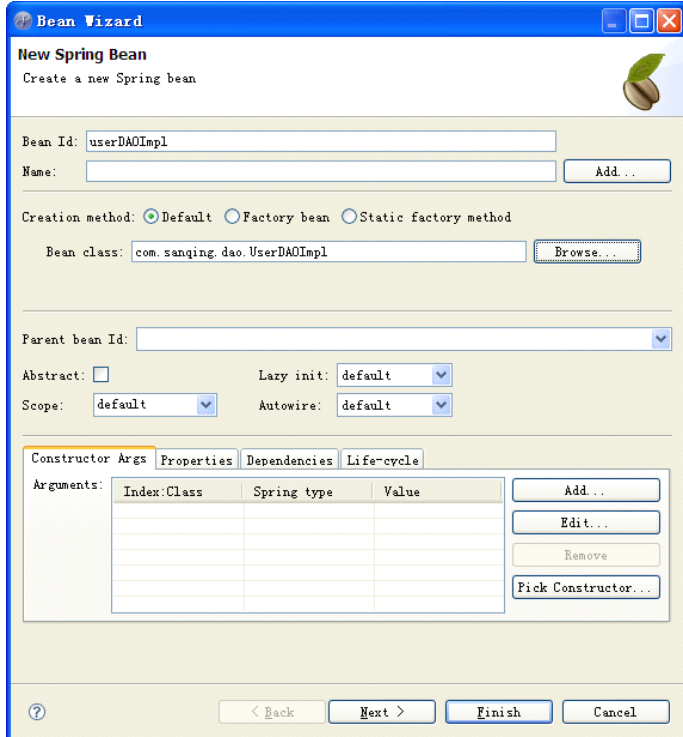 Bean Wizard
New Spring Bean
Create a new Spring bean
Bean Id: userDAOImpl
Name: Add...
Creation method: Default Factory bean Static factory method
Bean class: com.sanqing.dao.UserDAOImpl Browse...
Parent bean Id:
Abstract: Lazy init: default
Scope: default Autowire: default
Constructor Args Properties Dependencies Life-cycle
Arguments: Index:Class Spring type Value Add...
Edit...
Remove
Pick Constructor...
? < Back Next > Finish Cancel